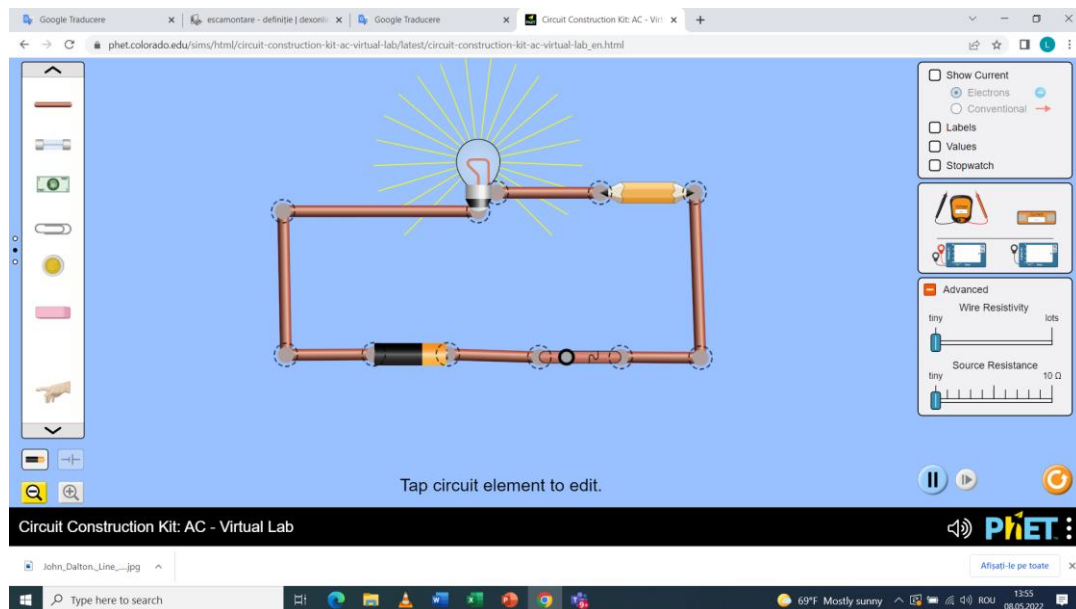 Google Traducere
escamontare - definiție | dexonli
Google Traducere
Circuit Construction Kit: AC - Virt
phet.colorado.edu/sims/html/circuit-construction-kit-ac-virtual-lab/latest/circuit-construction-kit-ac-virtual-lab_en.html
Show Current
Electrons
Conventional
Labels
Values
Stopwatch
Advanced
Wire Resistivity
tiny
lots
Source Resistance
tiny
10 Ω
Tap circuit element to edit.
Circuit Construction Kit: AC - Virtual Lab
PhET
John_Dalton._Line_....jpg
Afișați-le pe toate
Type here to search
69°F Mostly sunny
ROU
13:55
08.05.2022